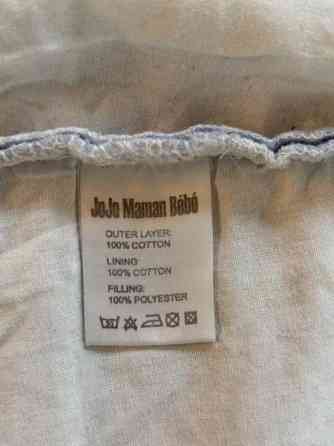 JoJo Maman Bébé
OUTER LAYER:
100% COTTON
LINING:
100% COTTON
FILLING:
100% POLYESTER